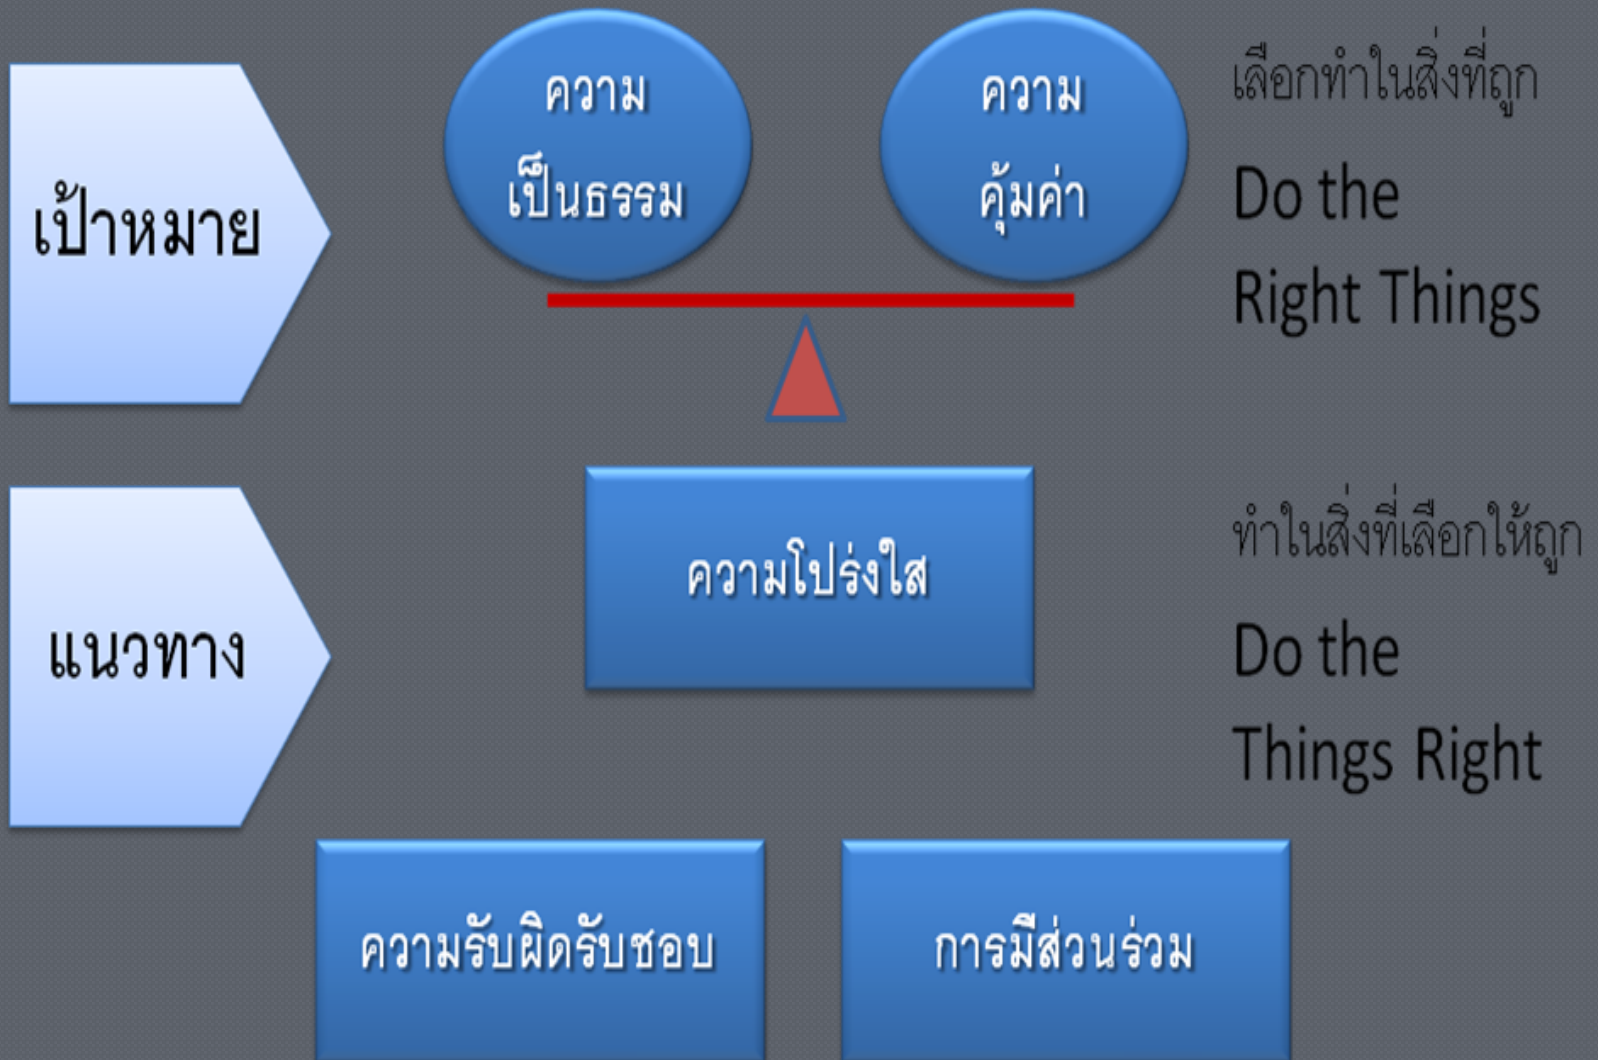 เป้าหมาย
ความ
เป็นธรรม
ความ
คุ้มค่า
เลือกทำในสิ่งที่ถูก
Do the
Right Things
แนวทาง
ความโปร่งใส
ทำในสิ่งที่เลือกให้ถูก
Do the
Things Right
ความรับผิดรับชอบ
การมีส่วนร่วม